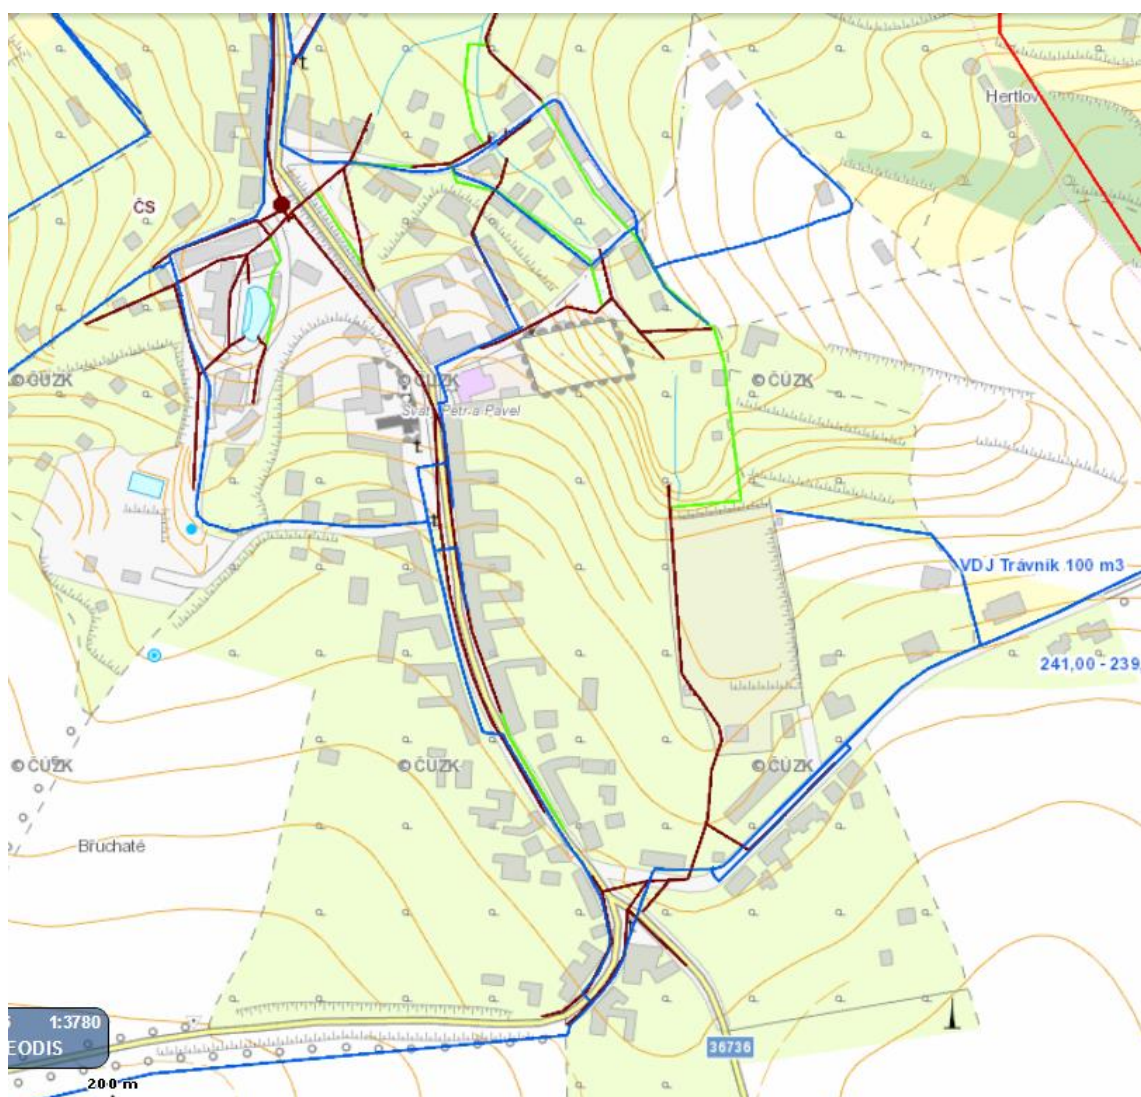 Hertlov
ČS
© ČÚZK
© ČÚZK
© ČÚZK
Svatý Petr a Pavel
VDJ Trávník 100 m3
241,00 - 239,
© ČÚZK
© ČÚZK
© ČÚZK
Břuchaté
1:3780
EODIS
36736
200 m